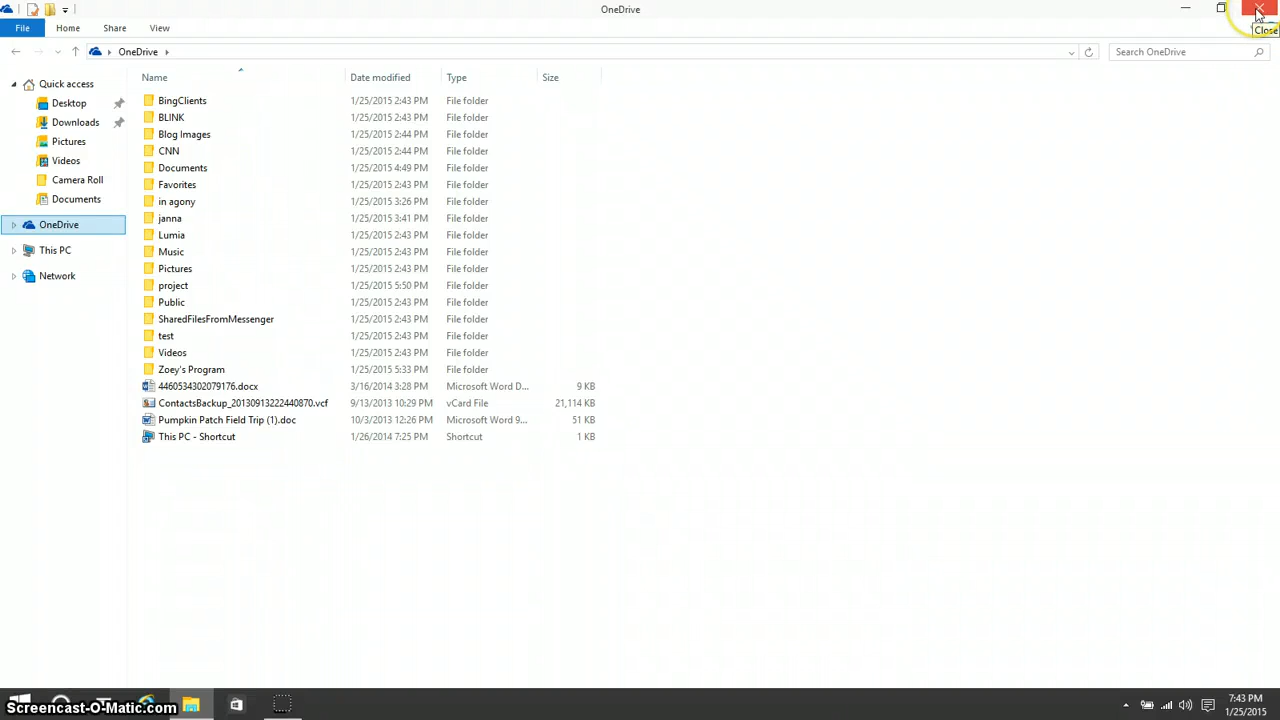 OneDrive
Close
File Home Share View
OneDrive
Search OneDrive
Name Date modified Type Size
Quick access
Desktop
Downloads
Pictures
Videos
Camera Roll
Documents
OneDrive
This PC
Network
BingClients 1/25/2015 2:43 PM File folder
BLINK 1/25/2015 2:43 PM File folder
Blog Images 1/25/2015 2:44 PM File folder
CNN 1/25/2015 2:44 PM File folder
Documents 1/25/2015 4:49 PM File folder
Favorites 1/25/2015 2:43 PM File folder
in agony 1/25/2015 3:26 PM File folder
janna 1/25/2015 3:41 PM File folder
Lumia 1/25/2015 2:43 PM File folder
Music 1/25/2015 2:43 PM File folder
Pictures 1/25/2015 2:43 PM File folder
project 1/25/2015 5:50 PM File folder
Public 1/25/2015 2:43 PM File folder
SharedFilesFromMessenger 1/25/2015 2:43 PM File folder
test 1/25/2015 2:43 PM File folder
Videos 1/25/2015 2:43 PM File folder
Zoey's Program 1/25/2015 5:33 PM File folder
4460534302079176.docx 3/16/2014 3:28 PM Microsoft Word D... 9 KB
ContactsBackup_20130913222440870.vcf 9/13/2013 10:29 PM vCard File 21,114 KB
Pumpkin Patch Field Trip (1).doc 10/3/2013 12:26 PM Microsoft Word 9... 51 KB
This PC - Shortcut 1/26/2014 7:25 PM Shortcut 1 KB
Screencast-O-Matic.com
7:43 PM
1/25/2015